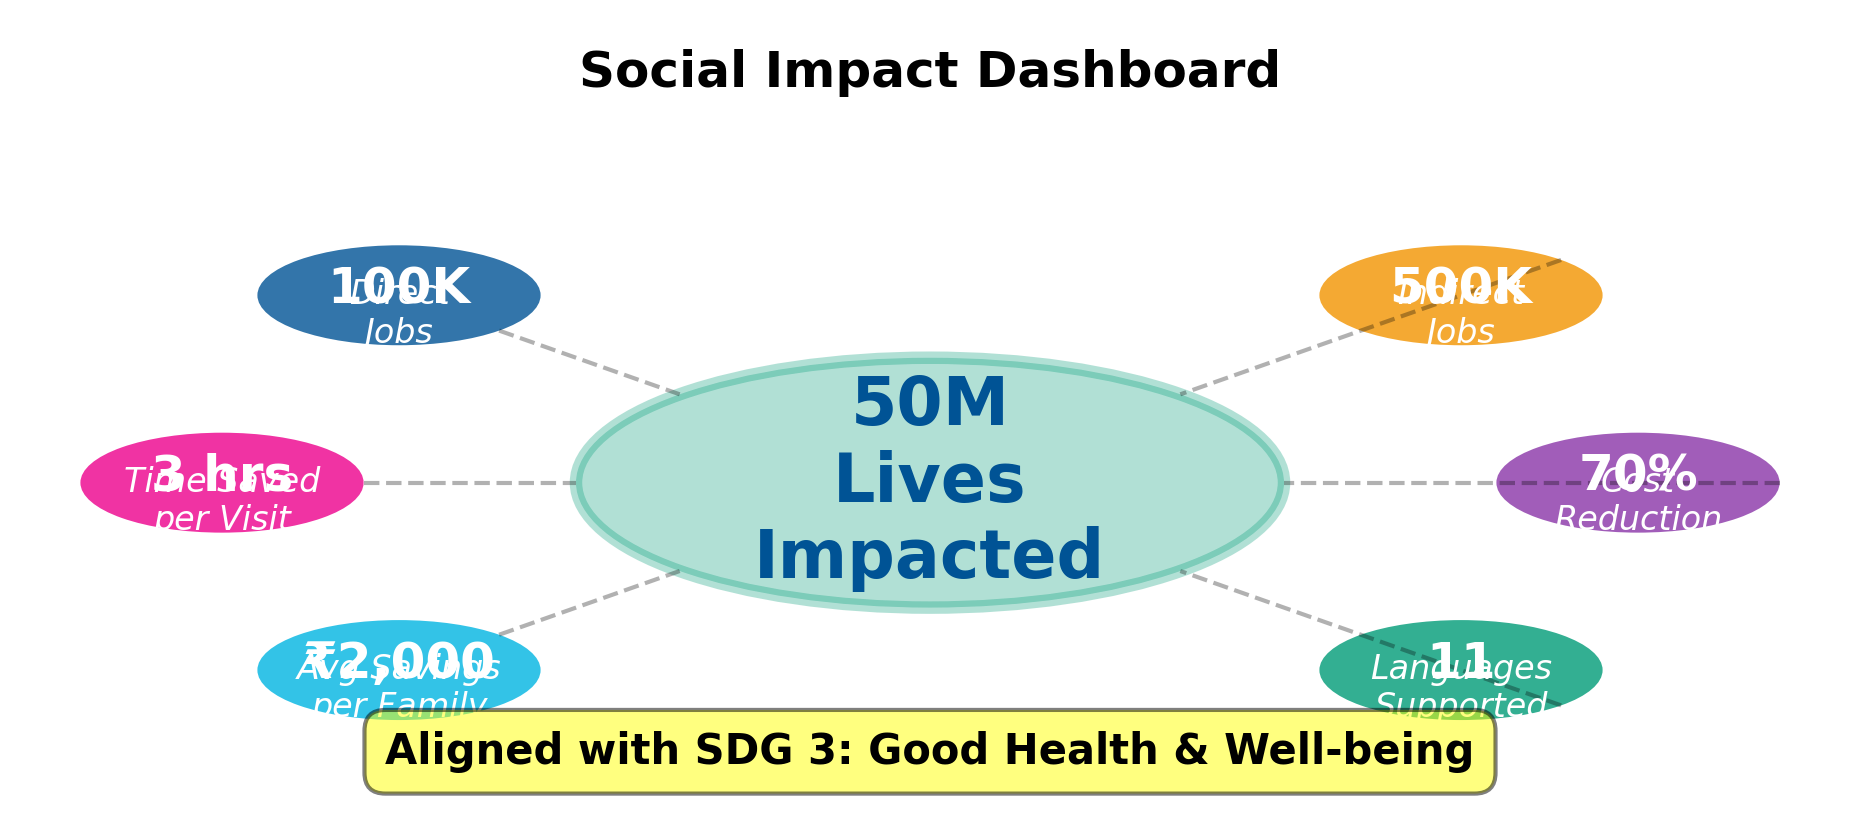 Social Impact Dashboard
100K
Direct
Jobs
500K
Indirect
Jobs
50M
Lives
Impacted
3 hrs
Time Saved
per Visit
70%
Cost
Reduction
₹2,000
Avg Savings
per Family
11
Languages
Supported
Aligned with SDG 3: Good Health & Well-being